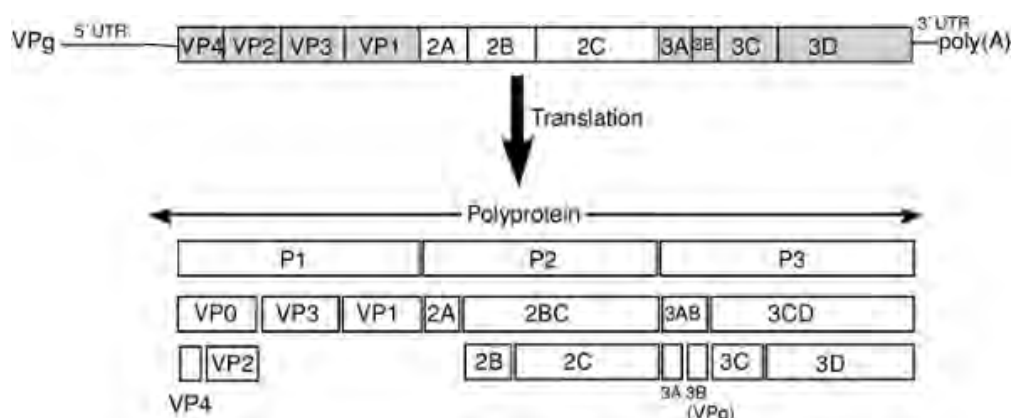 VPg 5´UTR VP4 VP2 VP3 VP1 2A 2B 2C 3A 3B 3C 3D 3´UTR poly(A)
Translation
Polyprotein
P1 P2 P3
VP0 VP3 VP1 2A 2BC 3AB 3CD
VP2 2B 2C 3C 3D
VP4 3A 3B
(VPg)